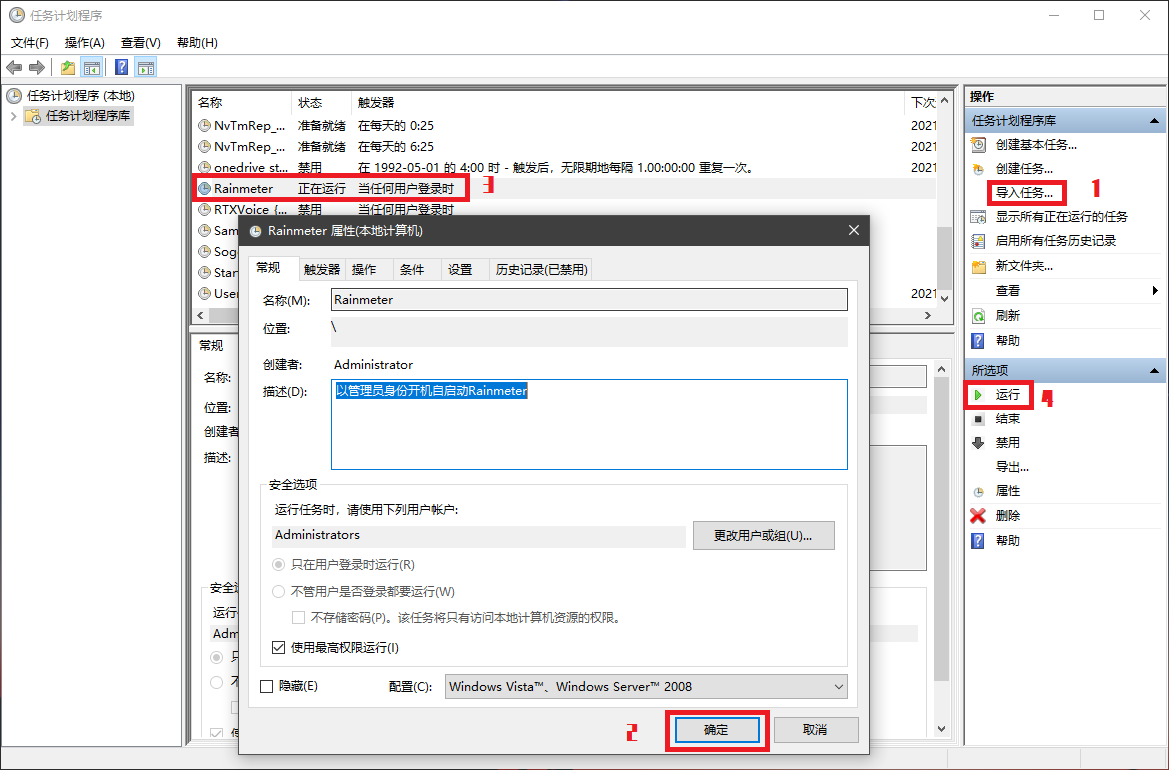 任务计划程序
文件(F) 操作(A) 查看(V) 帮助(H)
任务计划程序 (本地)
任务计划程序库
名称 状态 触发器 下次
NvTmRep_... 准备就绪 在每天的 0:25 2021
NvTmRep_... 准备就绪 在每天的 6:25 2021
onedrive st... 禁用 在 1992-05-01 的 4:00 时 - 触发后，无限期地每隔 1.00:00:00 重复一次。 2021
Rainmeter 正在运行 当任何用户登录时 3
RTXVoice {... 禁用 当任何用户登录时
Sam
Sog
Star
User 2021
常规
名称:
位置:
创建者
描述:
安全
运行
Adm
Rainmeter 属性(本地计算机)
常规 触发器 操作 条件 设置 历史记录(已禁用)
名称(M): Rainmeter
位置: \
创建者: Administrator
描述(D): 以管理员身份开机自启动Rainmeter
安全选项
运行任务时，请使用下列用户帐户:
Administrators 更改用户或组(U)...
只在用户登录时运行(R)
不管用户是否登录都要运行(W)
不存储密码(P)。该任务将只有访问本地计算机资源的权限。
使用最高权限运行(I)
隐藏(E) 配置(C): Windows Vista™、Windows Server™ 2008
2 确定 取消
操作
任务计划程序库
创建基本任务...
创建任务...
导入任务... 1
显示所有正在运行的任务
启用所有任务历史记录
新文件夹...
查看
刷新
帮助
所选项
运行 4
结束
禁用
导出...
属性
删除
帮助